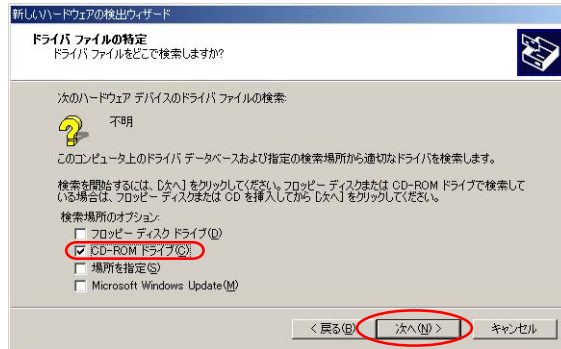 新しいハードウェアの検出ウィザード
ドライバ ファイルの特定
ドライバ ファイルをどこで検索しますか?
次のハードウェア デバイスのドライバ ファイルの検索:
不明
このコンピュータ上のドライバ データベースおよび指定の検索場所から適切なドライバを検索します。
検索を開始するには、[次へ] をクリックしてください。フロッピー ディスクまたは CD-ROM ドライブで検索して
いる場合は、フロッピー ディスクまたは CD を挿入してから [次へ] をクリックしてください。
検索場所のオプション:
フロッピー ディスク ドライブ(D)
CD-ROM ドライブ(C)
場所を指定(S)
Microsoft Windows Update(M)
< 戻る(B)
次へ(N) >
キャンセル